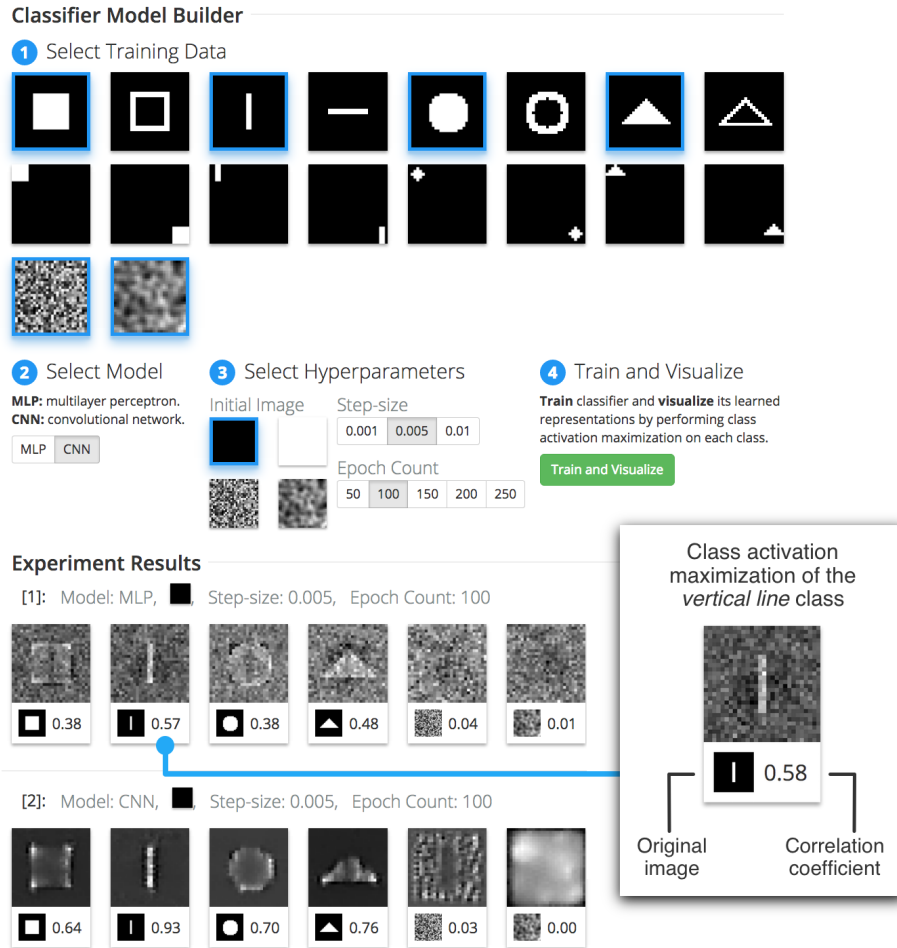 Classifier Model Builder
1 Select Training Data
2 Select Model
MLP: multilayer perceptron.
CNN: convolutional network.
MLP CNN
3 Select Hyperparameters
Initial Image
Step-size
0.001 0.005 0.01
Epoch Count
50 100 150 200 250
4 Train and Visualize
Train classifier and visualize its learned
representations by performing class
activation maximization on each class.
Train and Visualize
Experiment Results
[1]: Model: MLP, , Step-size: 0.005, Epoch Count: 100
0.38 0.57 0.38 0.48 0.04 0.01
[2]: Model: CNN, , Step-size: 0.005, Epoch Count: 100
0.64 0.93 0.70 0.76 0.03 0.00
Class activation
maximization of the
vertical line class
0.58
Original
image
Correlation
coefficient